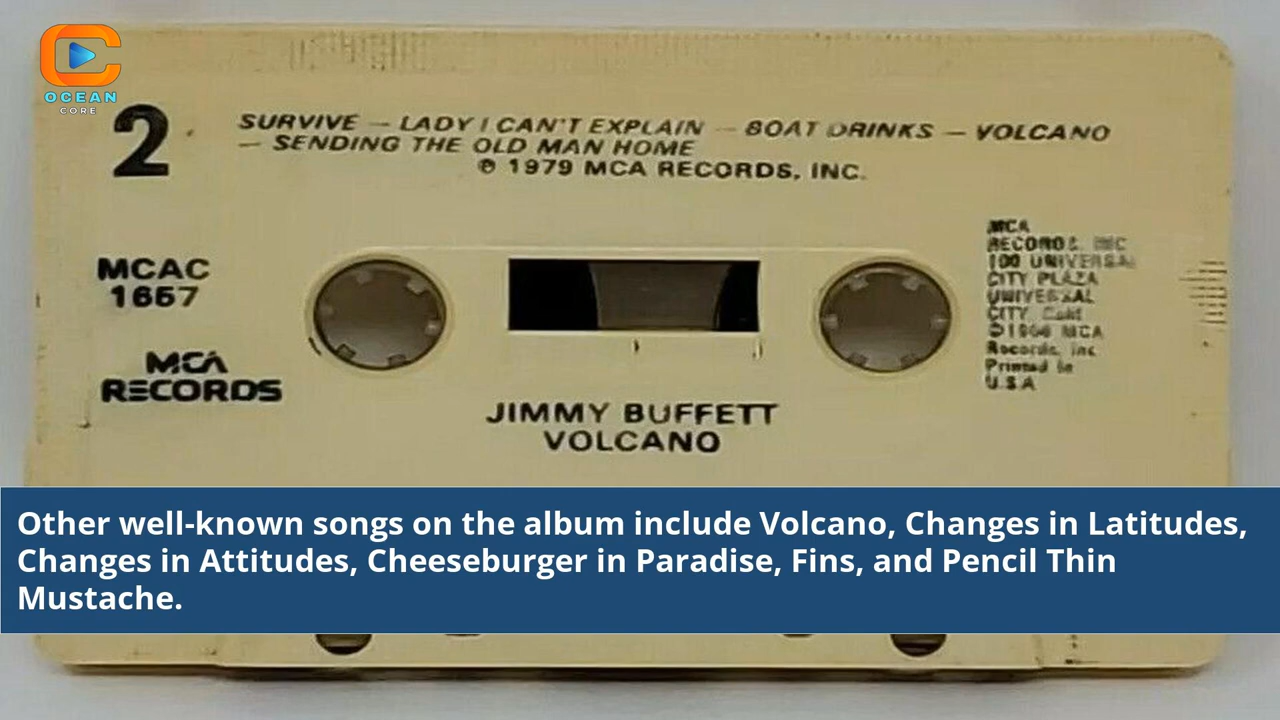 OCEAN
CORE
2
SURVIVE — LADY I CAN'T EXPLAIN — BOAT DRINKS — VOLCANO
— SENDING THE OLD MAN HOME
℗ 1979 MCA RECORDS, INC.
MCAC
1657
MCA
RECORDS
MCA
RECORDS, INC
100 UNIVERSAL
CITY PLAZA
UNIVERSAL
CITY
MCA
Records, Inc
Printed in
U.S.A
JIMMY BUFFETT
VOLCANO
Other well-known songs on the album include Volcano, Changes in Latitudes,
Changes in Attitudes, Cheeseburger in Paradise, Fins, and Pencil Thin
Mustache.